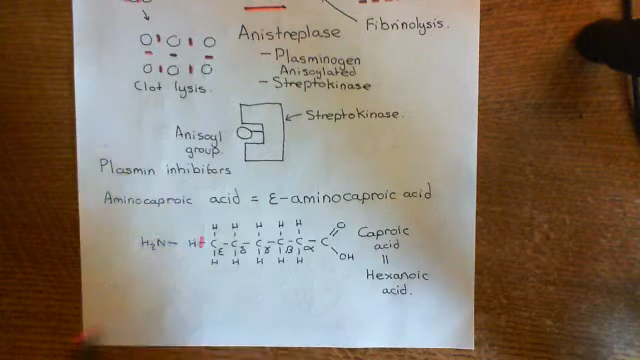 Fibrinolysis.
Anistreplase
- Plasminogen
Anisoylated
- Streptokinase
Clot lysis.
Streptokinase.
Anisoyl
group.
Plasmin inhibitors
Aminocaproic acid = ε-aminocaproic acid
H H H H H
H₂N- H-C-C-C-C-C-C O
ε δ γ β α
H H H H H
OH
Caproic
acid
=
Hexanoic
acid.